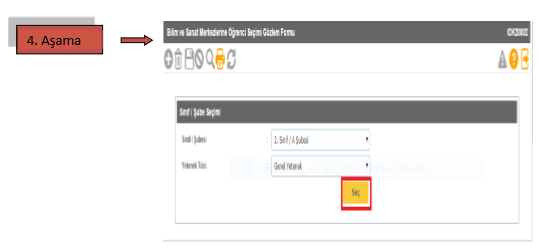 4. Aşama
Bilim ve Sanat Merkezlerine Öğrenci Seçimi Gözlem Formu
IOK20002
Sınıf / Şube Seçimi
Sınıfı / Şubesi : 2. Sınıf / A Şubesi
Yetenek Türü : Genel Yetenek
Seç